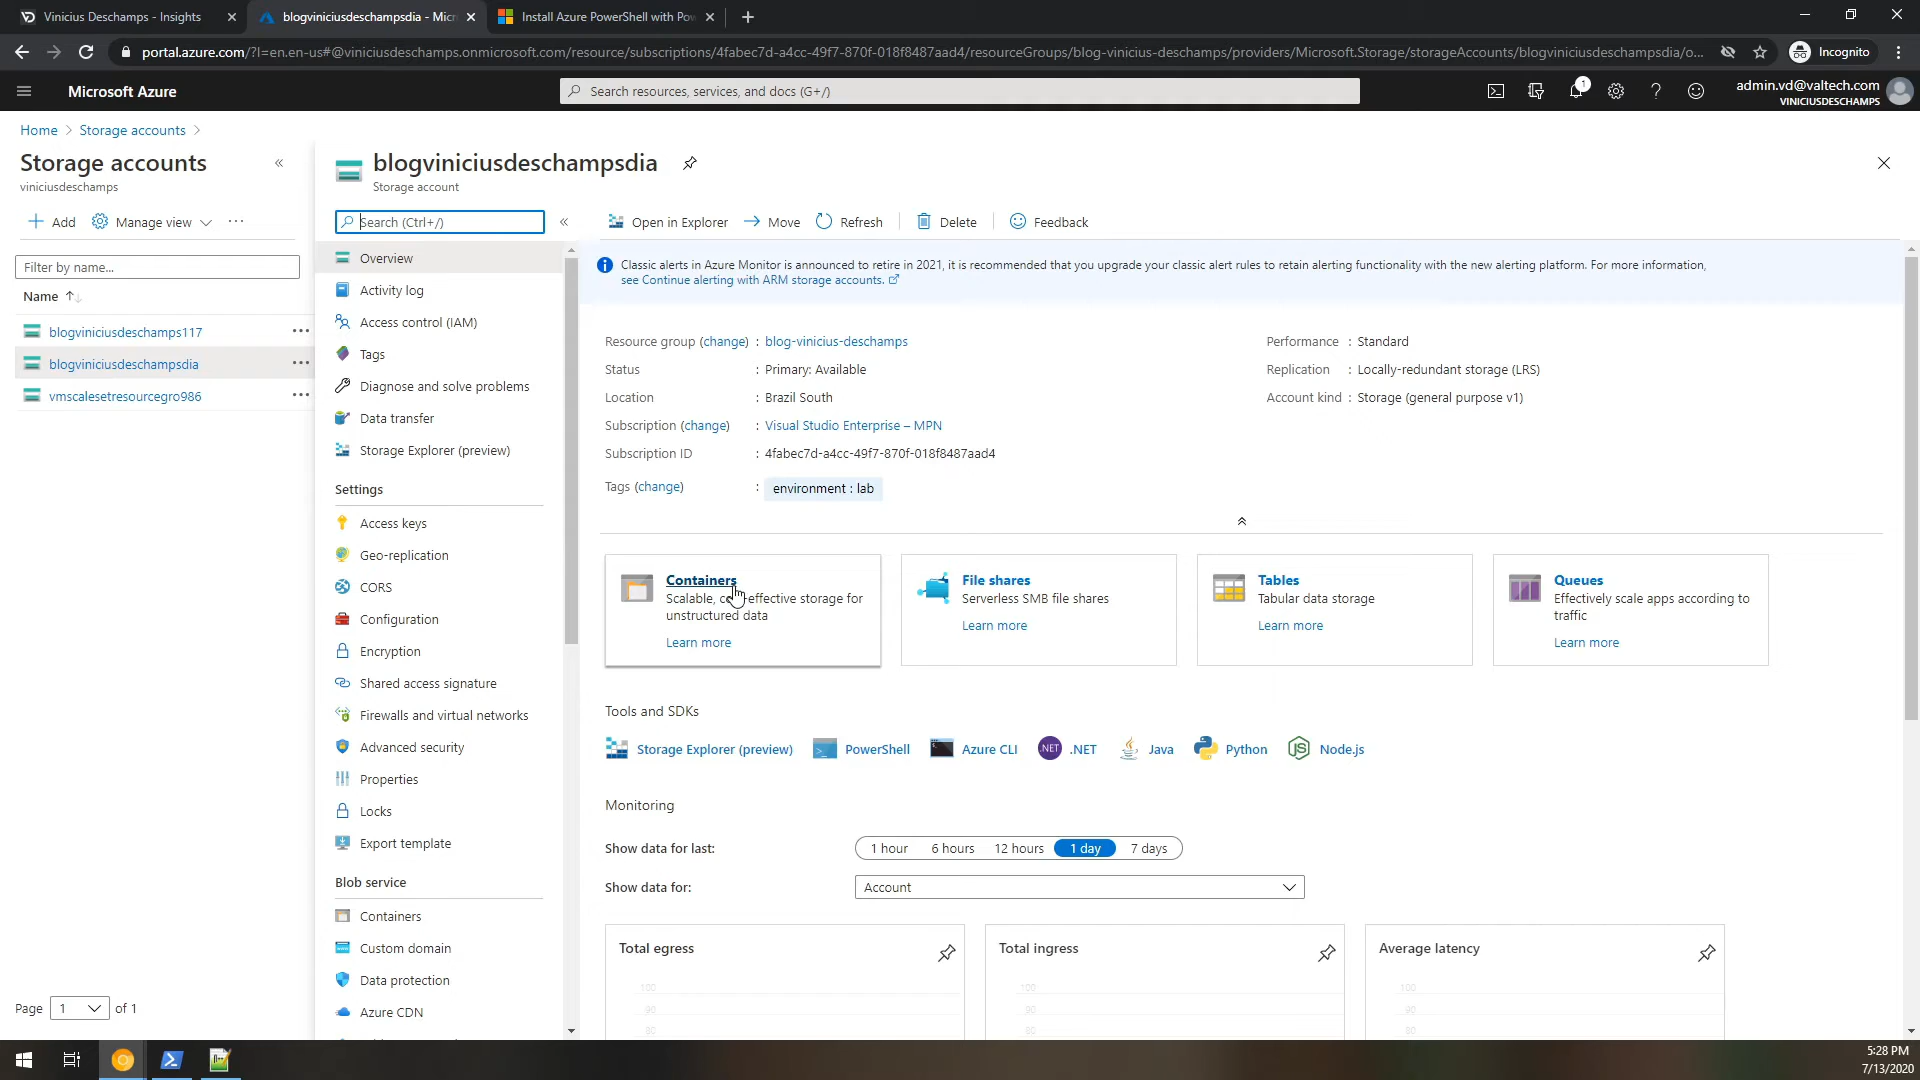 Vinicius Deschamps - Insights
blogviniciusdeschampsdia - Micr
Install Azure PowerShell with Pow
portal.azure.com/?l=en.en-us#@viniciusdeschamps.onmicrosoft.com/resource/subscriptions/4fabec7d-a4cc-49f7-870f-018f8487aad4/resourceGroups/blog-vinicius-deschamps/providers/Microsoft.Storage/storageAccounts/blogviniciusdeschampsdia/o...
Incognito
Microsoft Azure
Search resources, services, and docs (G+/)
1
admin.vd@valtech.com
VINICIUSDESCHAMPS
Home > Storage accounts >
Storage accounts
viniciusdeschamps
Add
Manage view
Filter by name...
Name
blogviniciusdeschamps117
blogviniciusdeschampsdia
vmscalesetresourcegro986
Page 1 of 1
blogviniciusdeschampsdia
Storage account
Search (Ctrl+/)
Overview
Activity log
Access control (IAM)
Tags
Diagnose and solve problems
Data transfer
Storage Explorer (preview)
Settings
Access keys
Geo-replication
CORS
Configuration
Encryption
Shared access signature
Firewalls and virtual networks
Advanced security
Properties
Locks
Export template
Blob service
Containers
Custom domain
Data protection
Azure CDN
Open in Explorer
Move
Refresh
Delete
Feedback
Classic alerts in Azure Monitor is announced to retire in 2021, it is recommended that you upgrade your classic alert rules to retain alerting functionality with the new alerting platform. For more information,
see Continue alerting with ARM storage accounts.
Resource group (change) : blog-vinicius-deschamps
Status : Primary: Available
Location : Brazil South
Subscription (change) : Visual Studio Enterprise – MPN
Subscription ID : 4fabec7d-a4cc-49f7-870f-018f8487aad4
Tags (change) : environment : lab
Performance : Standard
Replication : Locally-redundant storage (LRS)
Account kind : Storage (general purpose v1)
Containers
Scalable, effective storage for
unstructured data
Learn more
File shares
Serverless SMB file shares
Learn more
Tables
Tabular data storage
Learn more
Queues
Effectively scale apps according to
traffic
Learn more
Tools and SDKs
Storage Explorer (preview)
PowerShell
Azure CLI
.NET
Java
Python
Node.js
Monitoring
Show data for last:
1 hour
6 hours
12 hours
1 day
7 days
Show data for:
Account
Total egress
100
90
80
Total ingress
100
90
80
Average latency
100
90
80
5:28 PM
7/13/2020